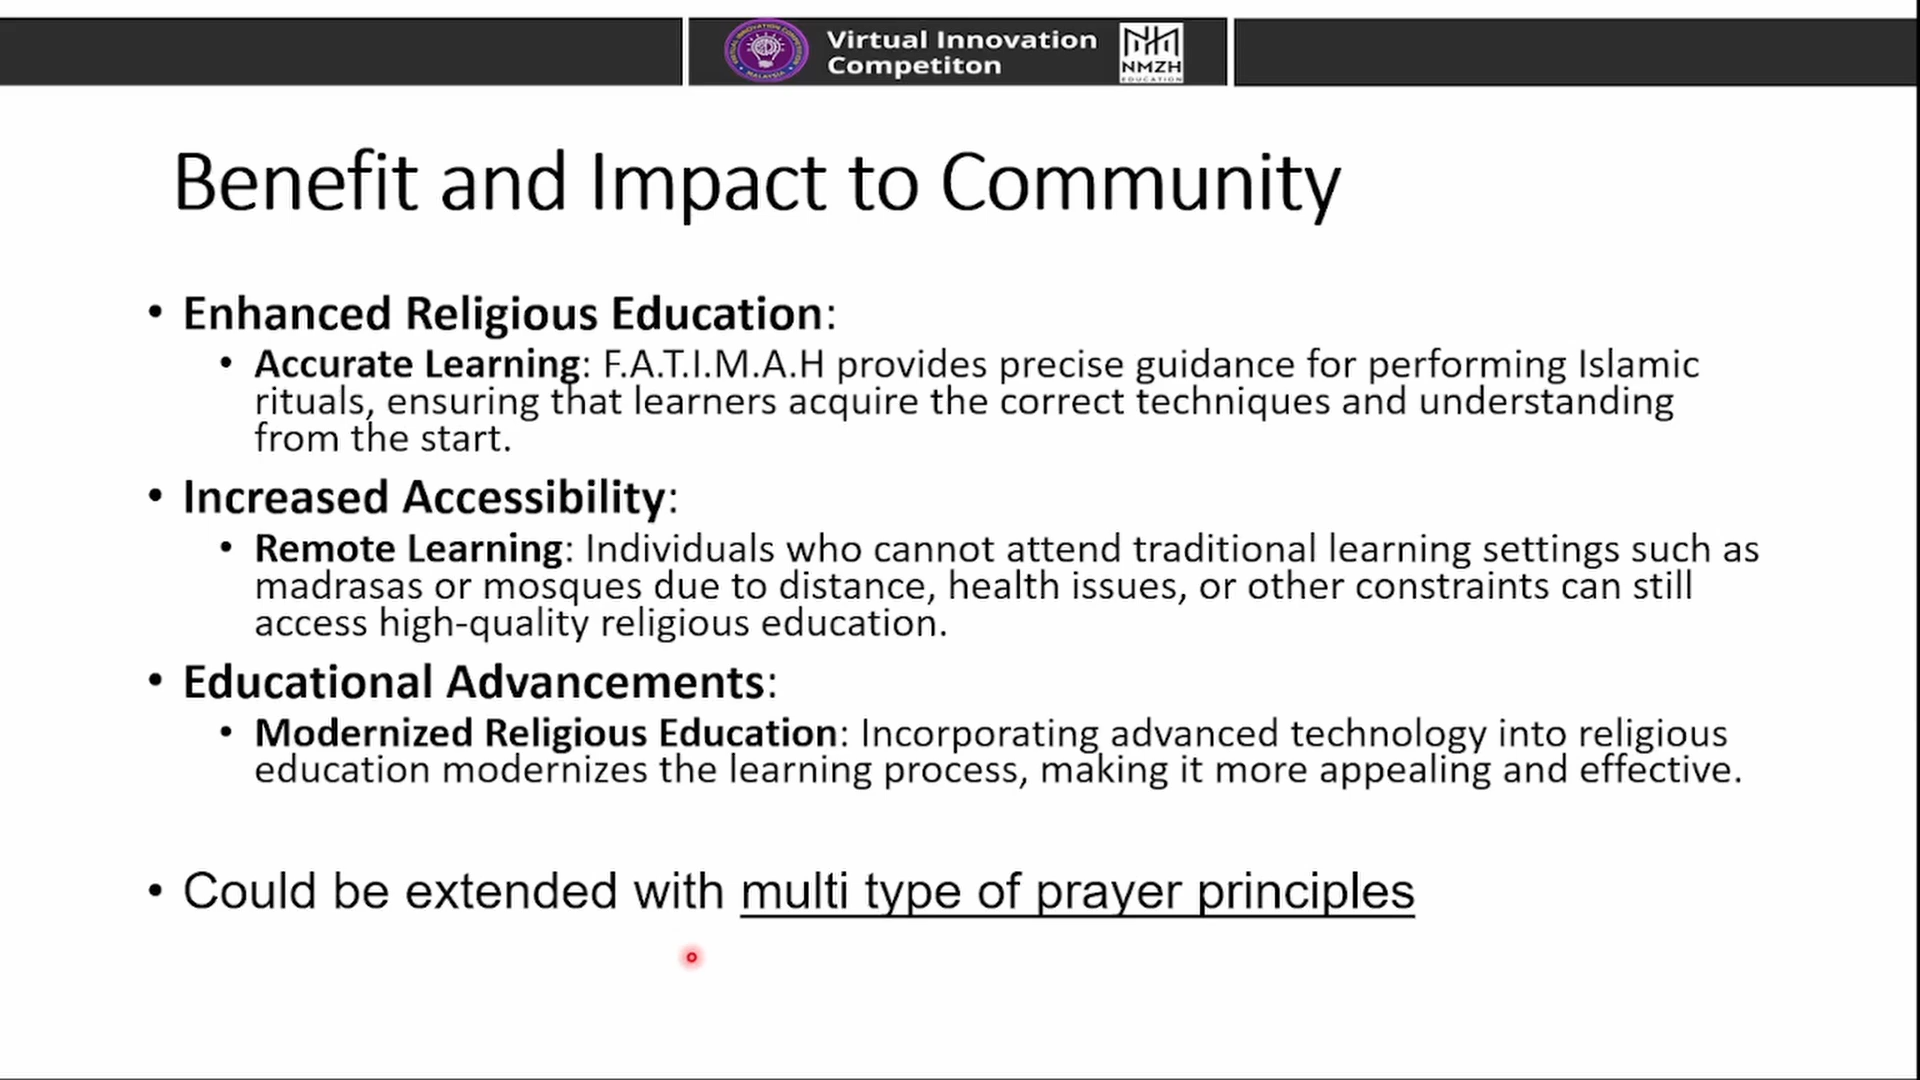 Virtual Innovation
Competiton
NMZH
EDUCATION
Benefit and Impact to Community
• Enhanced Religious Education:
• Accurate Learning: F.A.T.I.M.A.H provides precise guidance for performing Islamic
rituals, ensuring that learners acquire the correct techniques and understanding
from the start.
• Increased Accessibility:
• Remote Learning: Individuals who cannot attend traditional learning settings such as
madrasas or mosques due to distance, health issues, or other constraints can still
access high-quality religious education.
• Educational Advancements:
• Modernized Religious Education: Incorporating advanced technology into religious
education modernizes the learning process, making it more appealing and effective.
• Could be extended with multi type of prayer principles